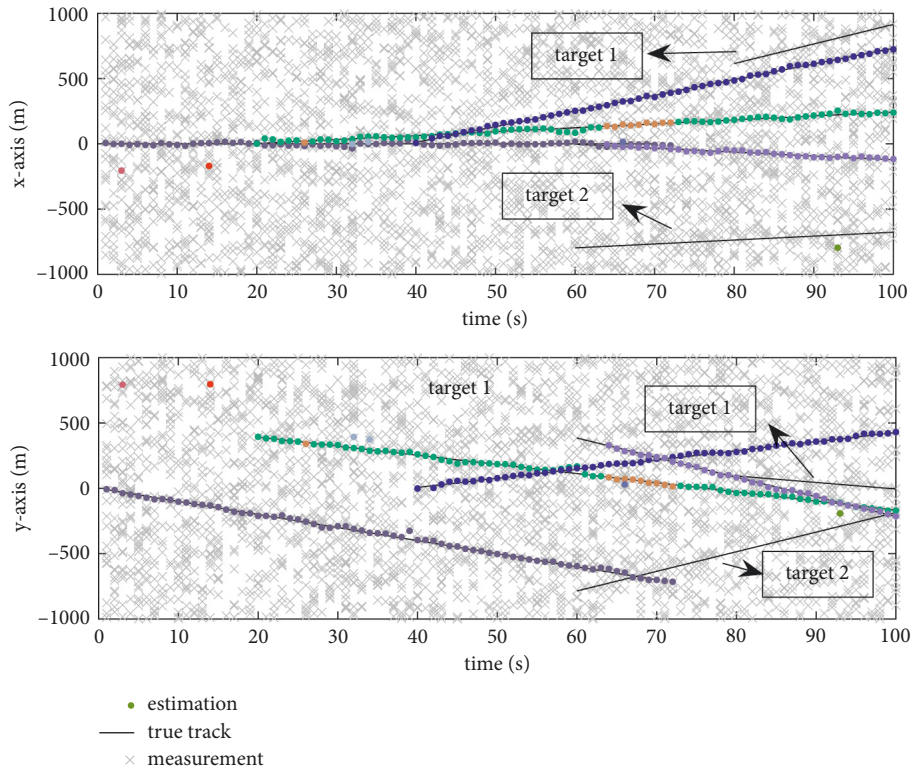 1000
500
0
−500
−1000
x-axis (m)
target 1
target 2
0 10 20 30 40 50 60 70 80 90 100
time (s)
1000
500
0
−500
−1000
y-axis (m)
target 1
target 1
target 2
0 10 20 30 40 50 60 70 80 90 100
time (s)
estimation
true track
measurement